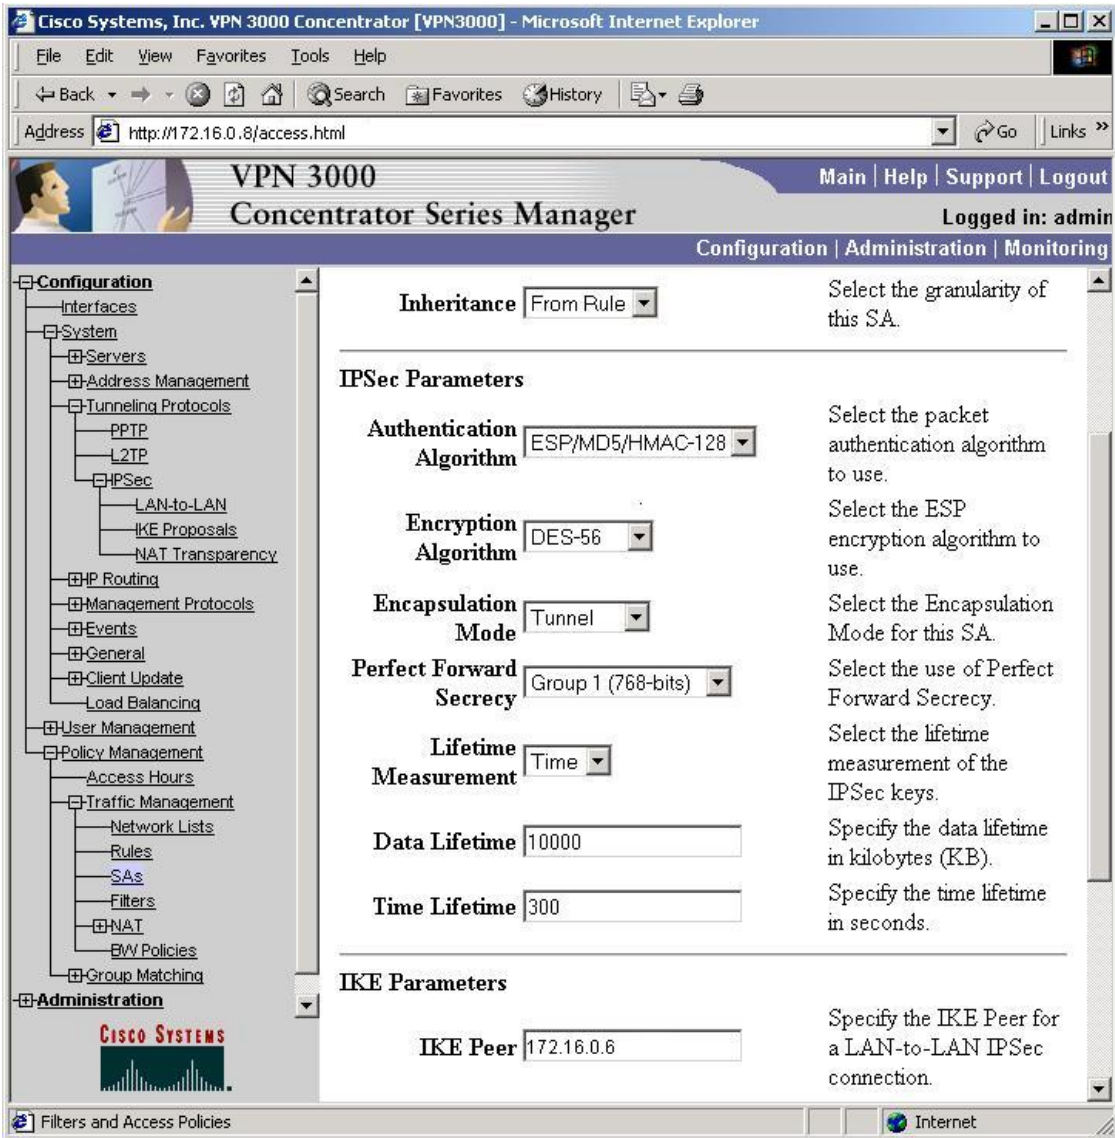 Cisco Systems, Inc. VPN 3000 Concentrator [VPN3000] - Microsoft Internet Explorer
File Edit View Favorites Tools Help
Back Search Favorites History
Address http://172.16.0.8/access.html Go Links »
VPN 3000
Concentrator Series Manager
Main | Help | Support | Logout
Logged in: admin
Configuration | Administration | Monitoring
Configuration
Interfaces
System
Servers
Address Management
Tunneling Protocols
PPTP
L2TP
IPSec
LAN-to-LAN
IKE Proposals
NAT Transparency
IP Routing
Management Protocols
Events
General
Client Update
Load Balancing
User Management
Policy Management
Access Hours
Traffic Management
Network Lists
Rules
SAs
Filters
NAT
BW Policies
Group Matching
Administration
CISCO SYSTEMS
Inheritance From Rule
Select the granularity of
this SA.
IPSec Parameters
Authentication
Algorithm
ESP/MD5/HMAC-128
Select the packet
authentication algorithm
to use.
Encryption
Algorithm
DES-56
Select the ESP
encryption algorithm to
use.
Encapsulation
Mode
Tunnel
Select the Encapsulation
Mode for this SA.
Perfect Forward
Secrecy
Group 1 (768-bits)
Select the use of Perfect
Forward Secrecy.
Lifetime
Measurement
Time
Select the lifetime
measurement of the
IPSec keys.
Data Lifetime 10000
Specify the data lifetime
in kilobytes (KB).
Time Lifetime 300
Specify the time lifetime
in seconds.
IKE Parameters
IKE Peer 172.16.0.6
Specify the IKE Peer for
a LAN-to-LAN IPSec
connection.
Filters and Access Policies
Internet